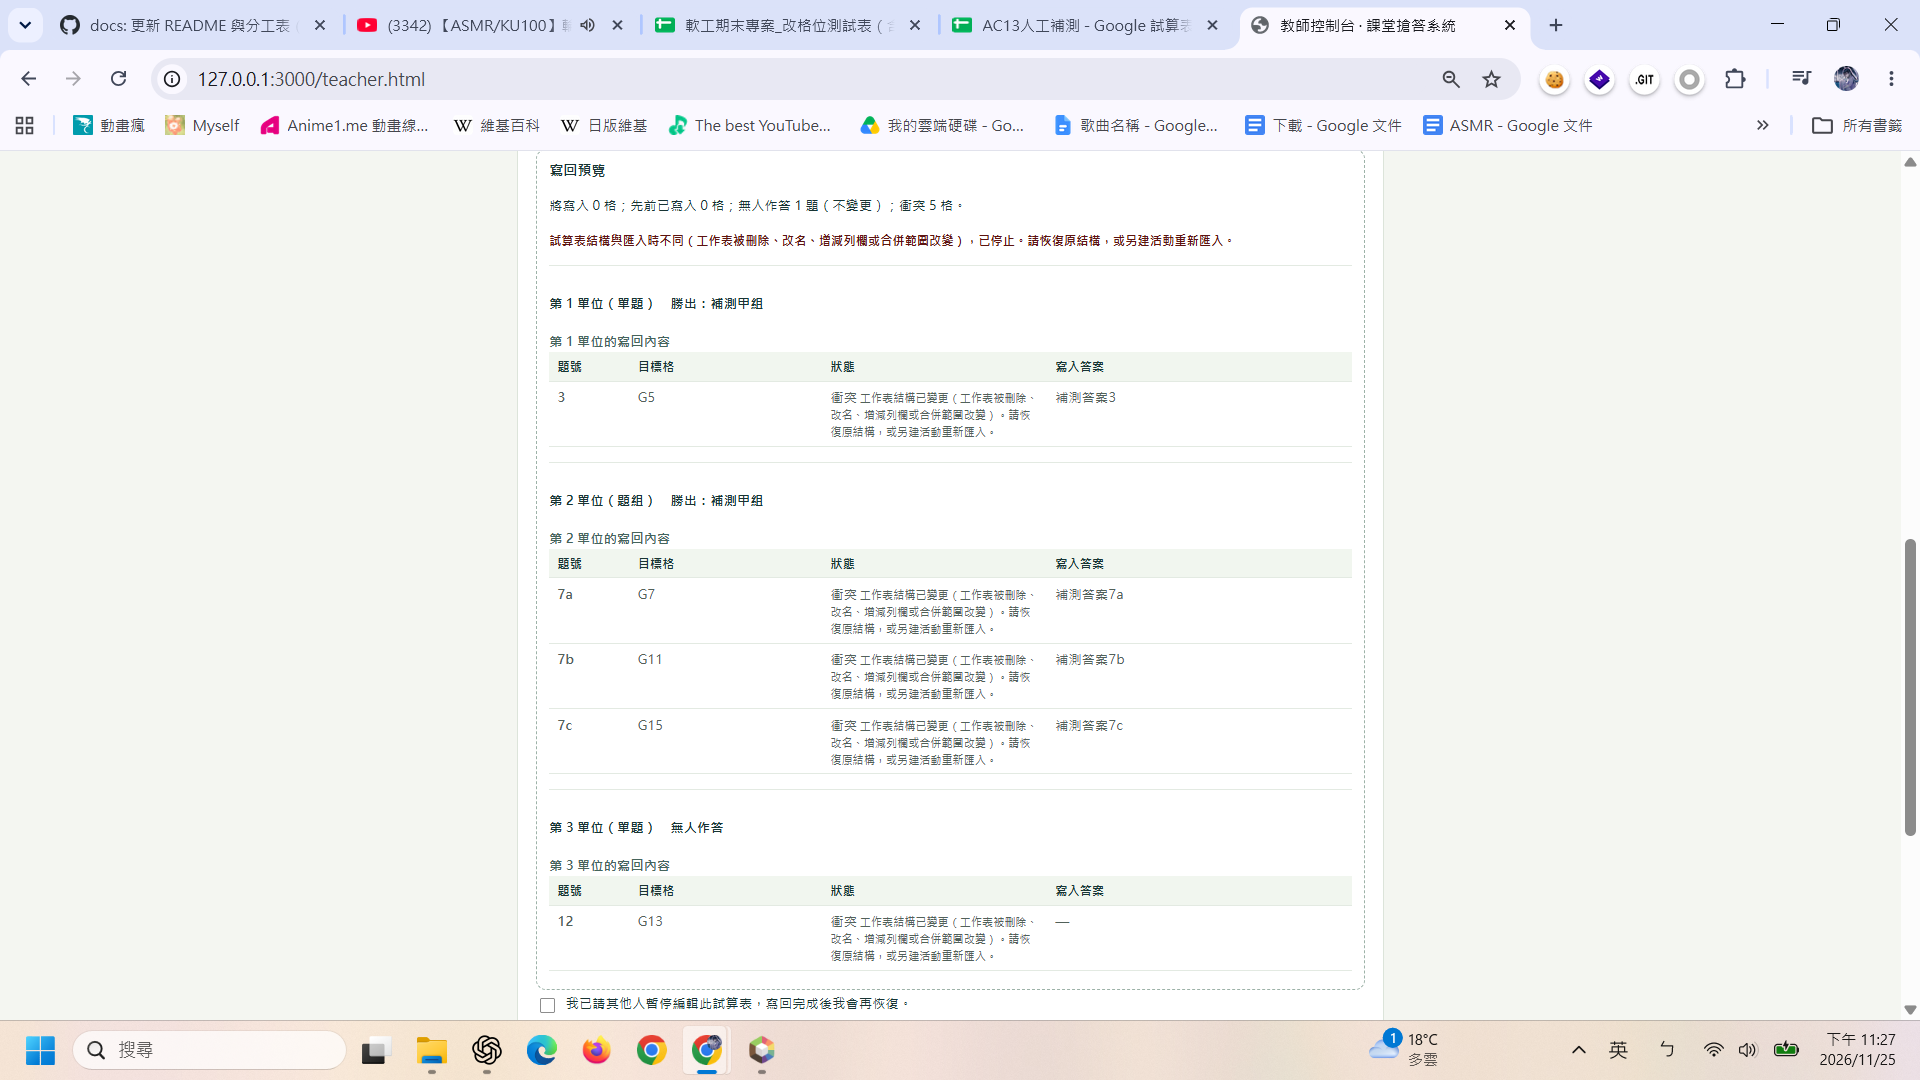 docs: 更新 README 與分工表
(3342)【ASMR/KU100】
軟工期末專案_改格位測試表（
AC13人工補測 - Google 試算表
教師控制台 · 課堂搶答系統
127.0.0.1:3000/teacher.html
.GIT
動畫瘋
Myself
Anime1.me 動畫線...
維基百科
日版維基
The best YouTube...
我的雲端硬碟 - Go...
歌曲名稱 - Google...
下載 - Google 文件
ASMR - Google 文件
所有書籤
寫回預覽
將寫入 0 格；先前已寫入 0 格；無人作答 1 題（不變更）；衝突 5 格。
試算表結構與匯入時不同（工作表被刪除、改名、增減列欄或合併範圍改變），已停止。請恢復原結構，或另建活動重新匯入。
第 1 單位（單題） 勝出：補測甲組
第 1 單位的寫回內容
題號 目標格 狀態 寫入答案
3 G5 衝突 工作表結構已變更（工作表被刪除、 補測答案3
改名、增減列欄或合併範圍改變）。請恢
復原結構，或另建活動重新匯入。
第 2 單位（題組） 勝出：補測甲組
第 2 單位的寫回內容
題號 目標格 狀態 寫入答案
7a G7 衝突 工作表結構已變更（工作表被刪除、 補測答案7a
改名、增減列欄或合併範圍改變）。請恢
復原結構，或另建活動重新匯入。
7b G11 衝突 工作表結構已變更（工作表被刪除、 補測答案7b
改名、增減列欄或合併範圍改變）。請恢
復原結構，或另建活動重新匯入。
7c G15 衝突 工作表結構已變更（工作表被刪除、 補測答案7c
改名、增減列欄或合併範圍改變）。請恢
復原結構，或另建活動重新匯入。
第 3 單位（單題） 無人作答
第 3 單位的寫回內容
題號 目標格 狀態 寫入答案
12 G13 衝突 工作表結構已變更（工作表被刪除、 —
改名、增減列欄或合併範圍改變）。請恢
復原結構，或另建活動重新匯入。
我已請其他人暫停編輯此試算表，寫回完成後我會再恢復。
搜尋
1
18°C
多雲
英
ㄅ
下午 11:27
2026/11/25